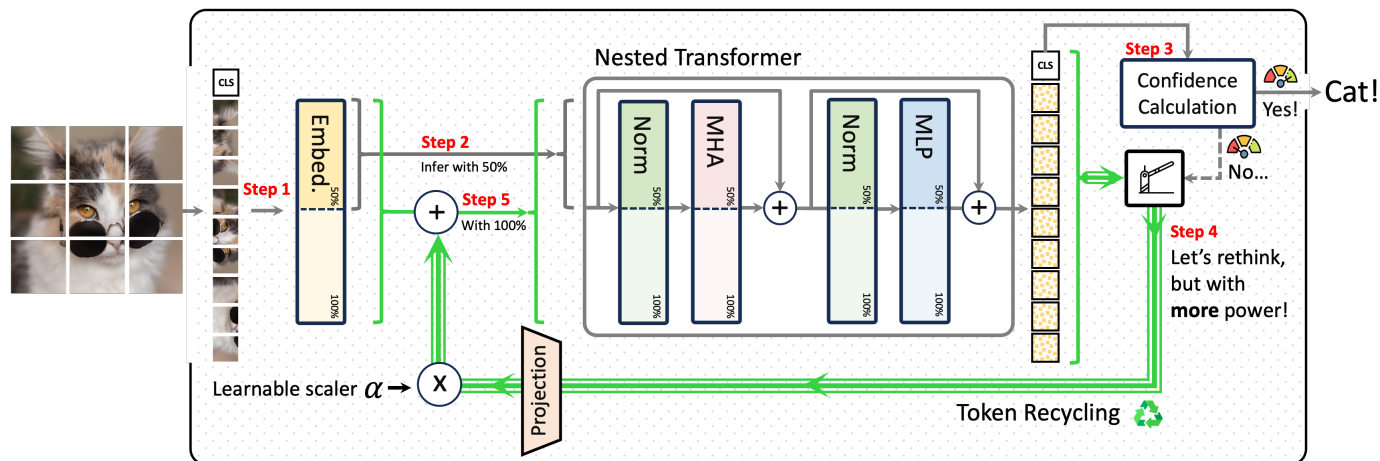 CLS
Step 1
Embed.
50%
100%
Step 2
Infer with 50%
+
Step 5
With 100%
Nested Transformer
Norm
50%
100%
MHA
50%
100%
+
Norm
50%
100%
MLP
50%
100%
+
CLS
Step 3
Confidence
Calculation
Yes!
Cat!
No...
Step 4
Let's rethink,
but with
more power!
Learnable scaler α
X
Projection
Token Recycling